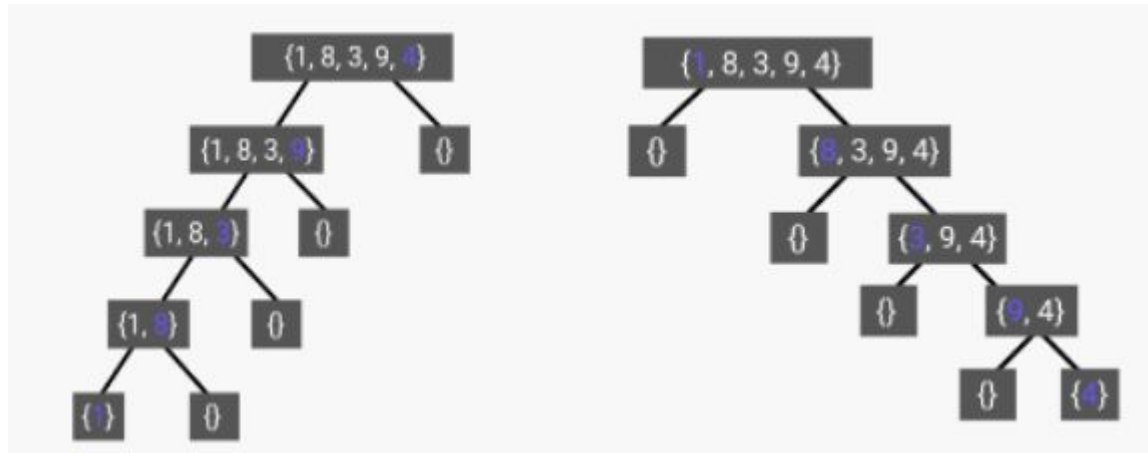 {1, 8, 3, 9, 4}
{1, 8, 3, 9}
{}
{1, 8, 3}
{}
{1, 8}
{}
{1}
{}
{1, 8, 3, 9, 4}
{}
{8, 3, 9, 4}
{}
{3, 9, 4}
{}
{9, 4}
{}
{4}